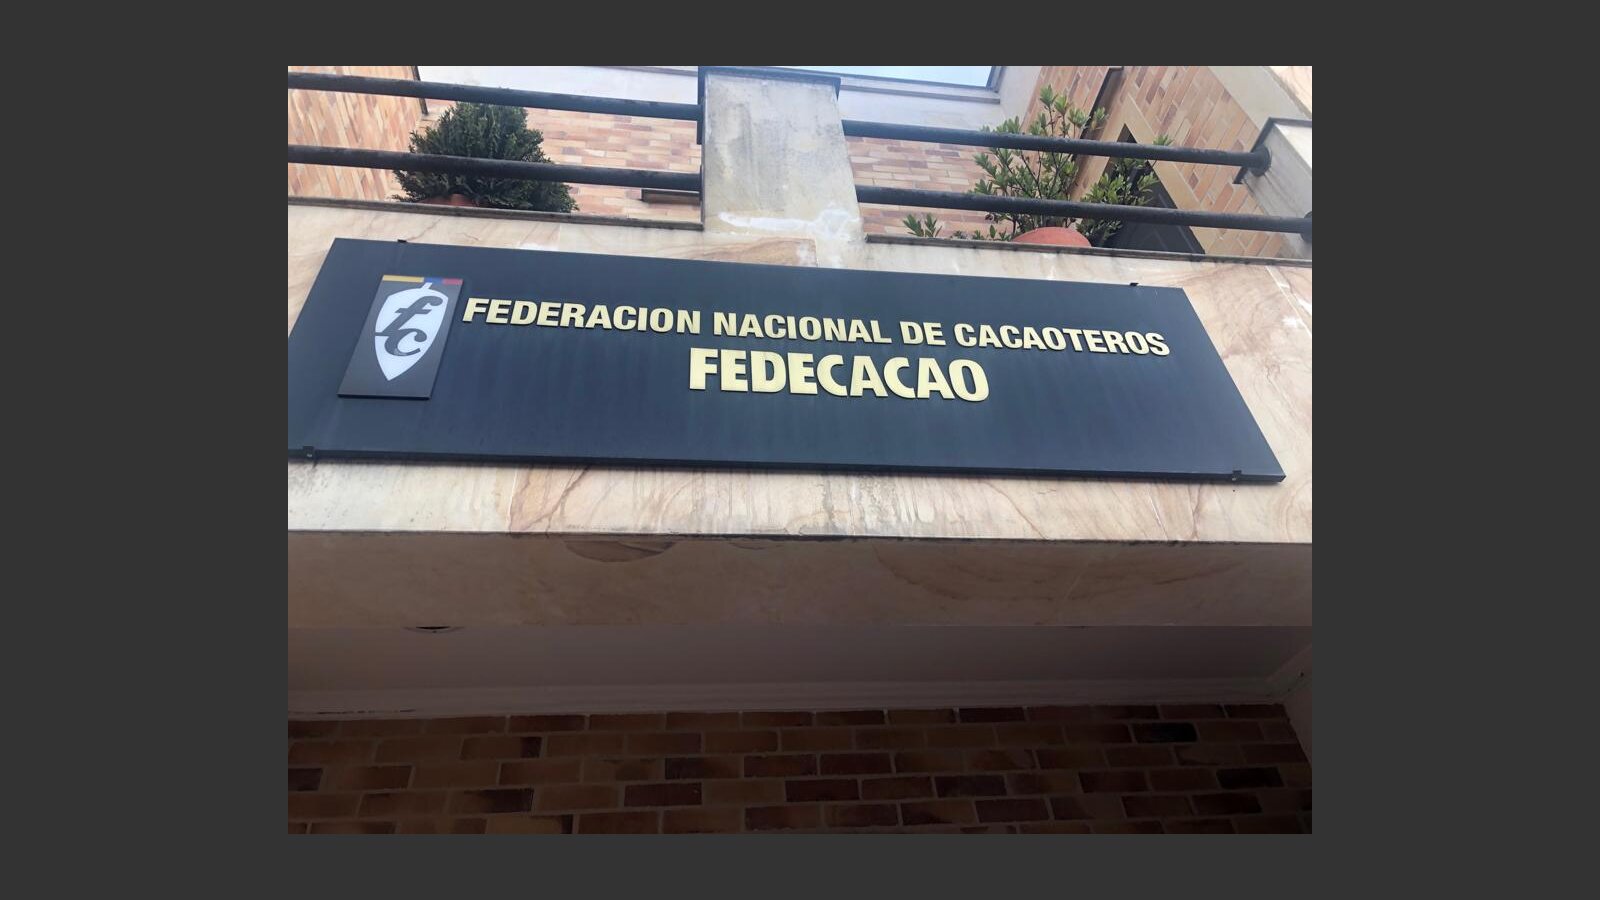 fc
FEDERACION NACIONAL DE CACAOTEROS
FEDECACAO